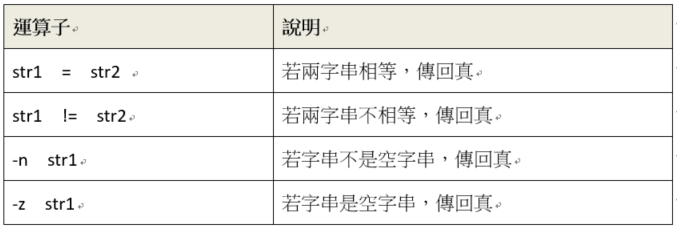 運算子 說明
str1 = str2 若兩字串相等，傳回真
str1 != str2 若兩字串不相等，傳回真
-n str1 若字串不是空字串，傳回真
-z str1 若字串是空字串，傳回真